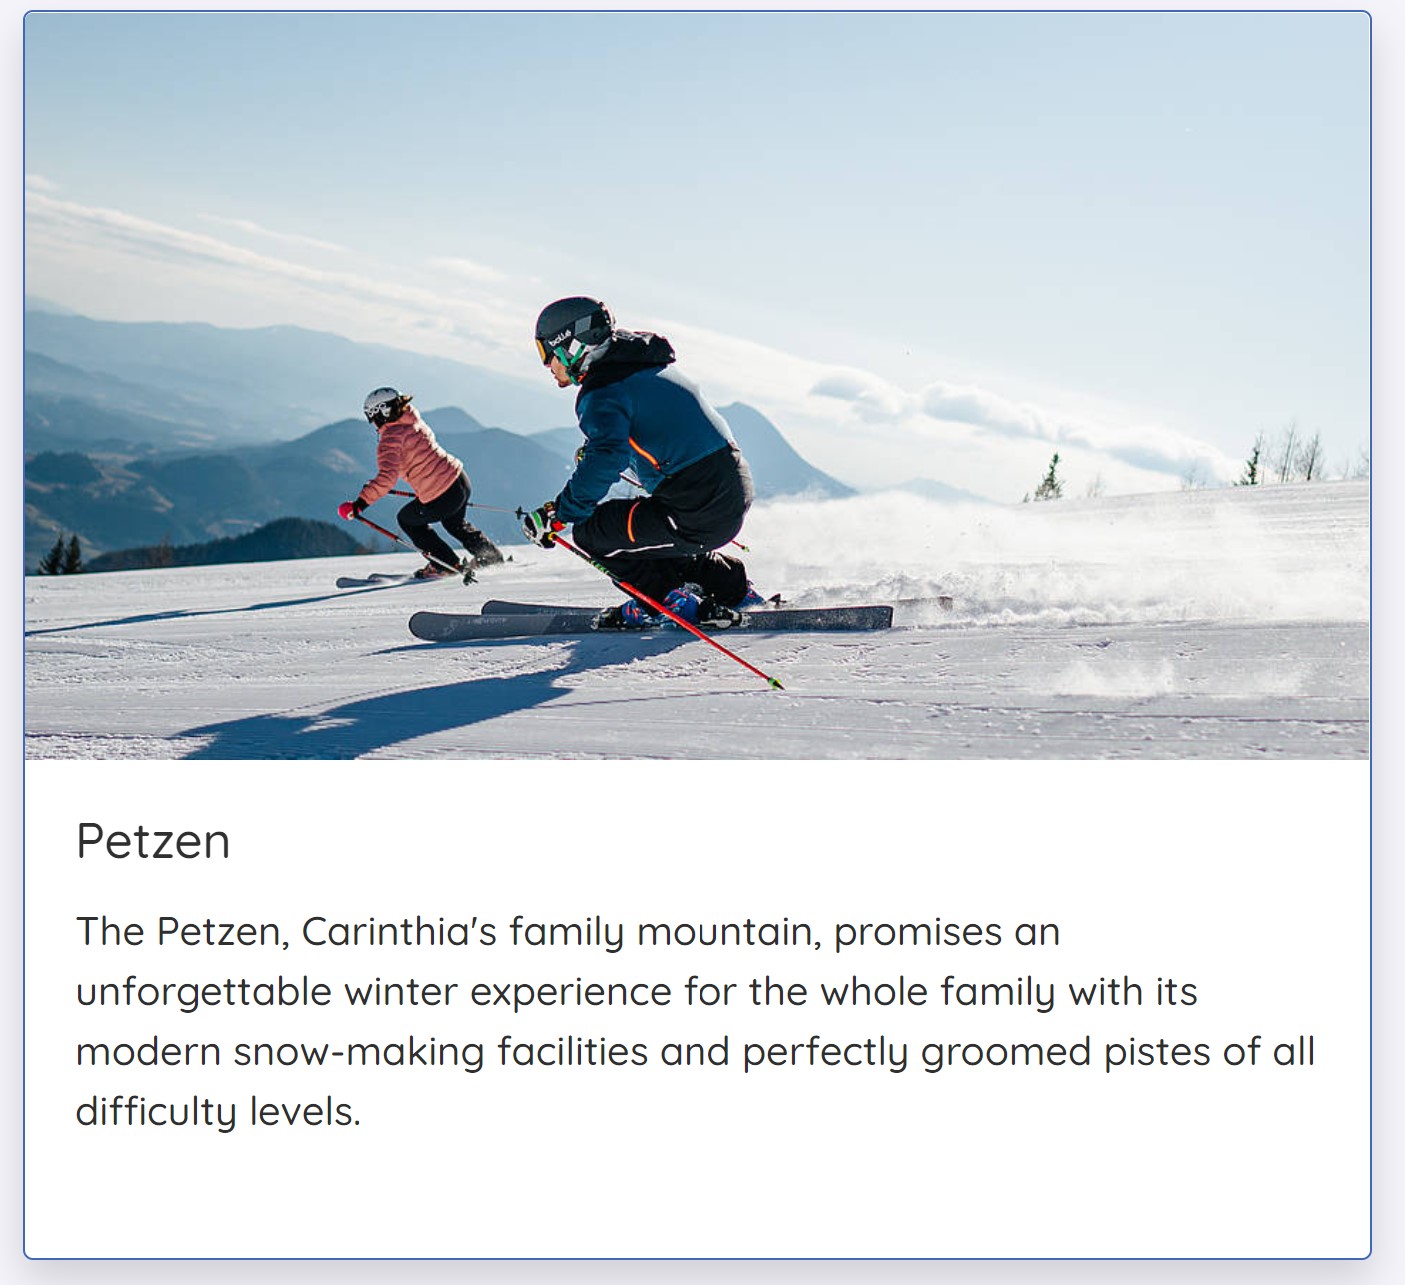 bollé
Petzen
The Petzen, Carinthia's family mountain, promises an
unforgettable winter experience for the whole family with its
modern snow-making facilities and perfectly groomed pistes of all
difficulty levels.